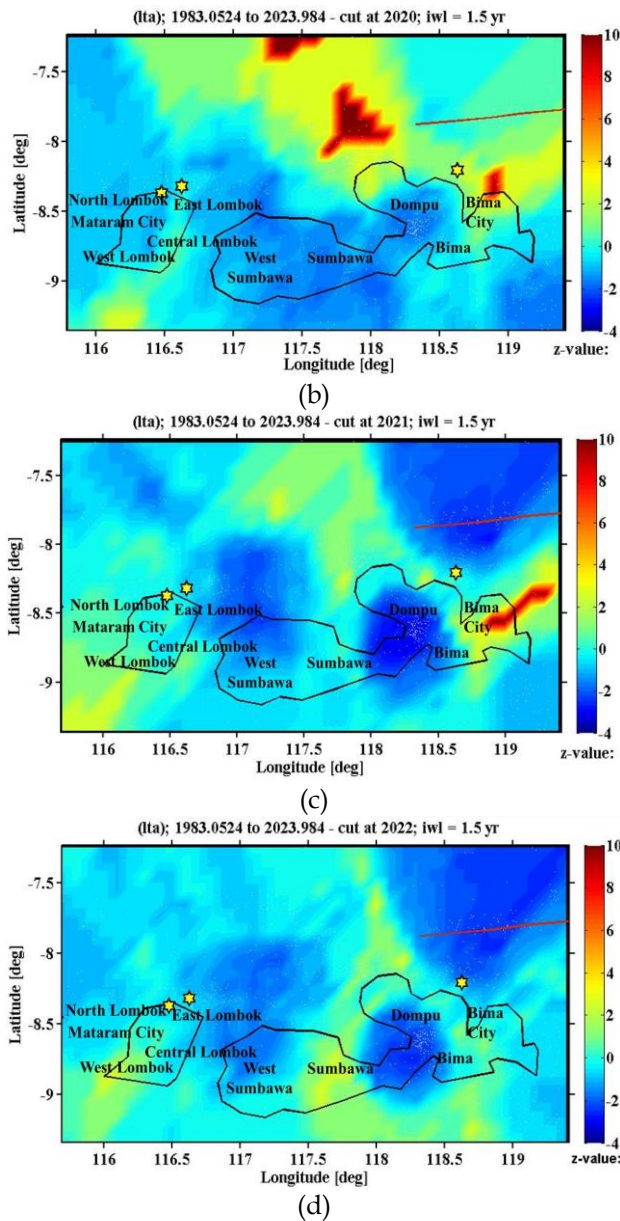 (lta); 1983.0524 to 2023.984 - cut at 2020; iwl = 1.5 yr
10
-7.5
8
6
-8
4
North Lombok East Lombok Dompu Bima
-8.5
Mataram City City
2
Central Lombok
West Lombok West Sumbawa Bima
0
-9
Sumbawa
-2
-4
116 116.5 117 117.5 118 118.5 119
z-value:
Latitude [deg]
Longitude [deg]
(b)
(lta); 1983.0524 to 2023.984 - cut at 2021; iwl = 1.5 yr
10
-7.5
8
6
-8
4
North Lombok East Lombok Dompu Bima
-8.5
Mataram City City
2
Central Lombok
West Lombok West Sumbawa Bima
0
-9
Sumbawa
-2
-4
116 116.5 117 117.5 118 118.5 119
z-value:
Latitude [deg]
Longitude [deg]
(c)
(lta); 1983.0524 to 2023.984 - cut at 2022; iwl = 1.5 yr
10
-7.5
8
6
-8
4
North Lombok East Lombok Dompu Bima
-8.5
Mataram City City
2
Central Lombok Bima
West Lombok West Sumbawa
0
-9
Sumbawa
-2
-4
116 116.5 117 117.5 118 118.5 119
z-value:
Latitude [deg]
Longitude [deg]
(d)